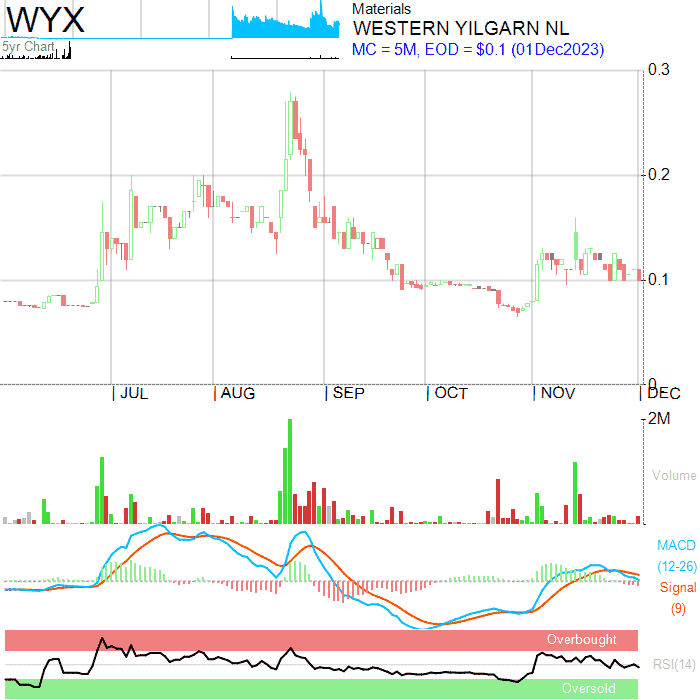 WYX
Materials
WESTERN YILGARN NL
MC = 5M, EOD = $0.1 (01Dec2023)
5yr Chart
0.3
0.2
0.1
0
JUL
AUG
SEP
OCT
NOV
DEC
2M
Volume
MACD
(12-26)
Signal
(9)
Overbought
RSI(14)
Oversold